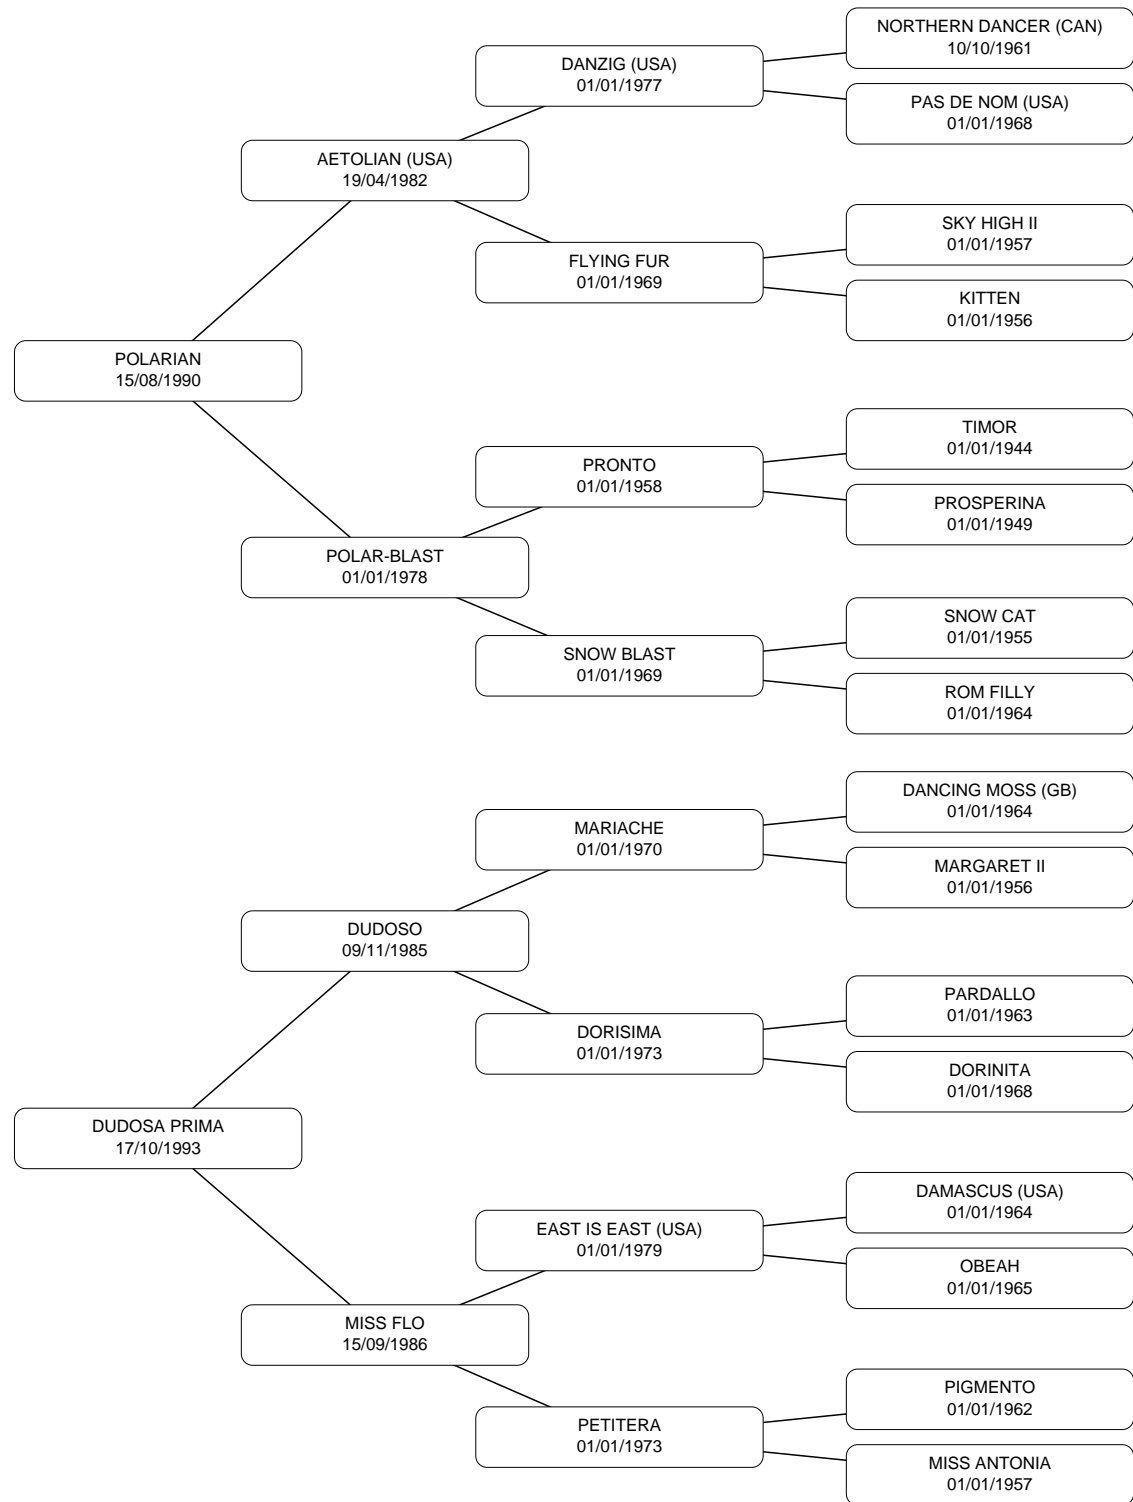 NORTHERN DANCER (CAN)
10/10/1961
DANZIG (USA)
01/01/1977
PAS DE NOM (USA)
01/01/1968
AETOLIAN (USA)
19/04/1982
SKY HIGH II
01/01/1957
FLYING FUR
01/01/1969
KITTEN
01/01/1956
POLARIAN
15/08/1990
TIMOR
01/01/1944
PRONTO
01/01/1958
PROSPERINA
01/01/1949
POLAR-BLAST
01/01/1978
SNOW CAT
01/01/1955
SNOW BLAST
01/01/1969
ROM FILLY
01/01/1964
DANCING MOSS (GB)
01/01/1964
MARIACHE
01/01/1970
MARGARET II
01/01/1956
DUDOSO
09/11/1985
PARDALLO
01/01/1963
DORISIMA
01/01/1973
DORINITA
01/01/1968
DUDOSA PRIMA
17/10/1993
DAMASCUS (USA)
01/01/1964
EAST IS EAST (USA)
01/01/1979
OBEAH
01/01/1965
MISS FLO
15/09/1986
PIGMENTO
01/01/1962
PETITERA
01/01/1973
MISS ANTONIA
01/01/1957